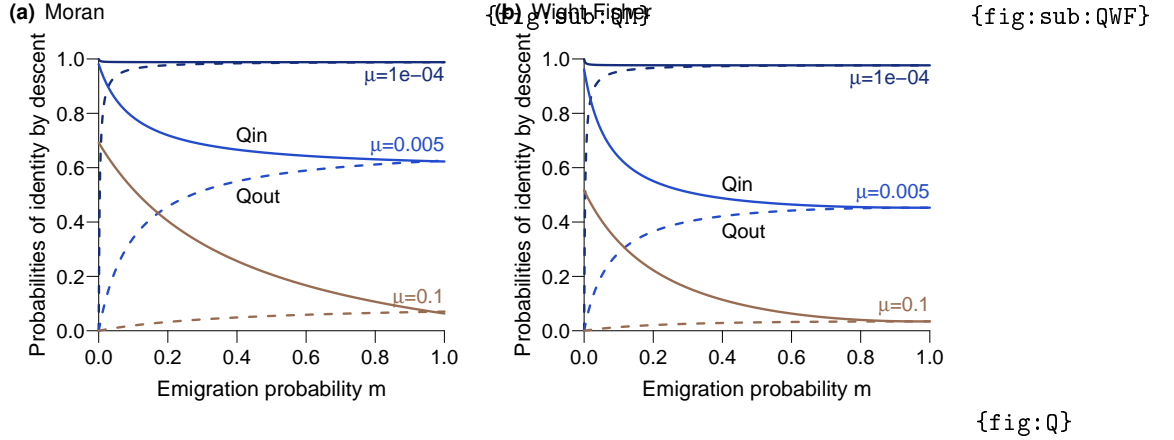 (a) Moran
{fig:sub:QM}
(b) Wight-Fisher
{fig:sub:QWF}
Probabilities of identity by descent
1.0
0.8
0.6
0.4
0.2
0.0
μ=1e−04
Qin
μ=0.005
Qout
μ=0.1
0.0 0.2 0.4 0.6 0.8 1.0
Emigration probability m
Probabilities of identity by descent
1.0
0.8
0.6
0.4
0.2
0.0
μ=1e−04
Qin
μ=0.005
Qout
μ=0.1
0.0 0.2 0.4 0.6 0.8 1.0
Emigration probability m
{fig:Q}